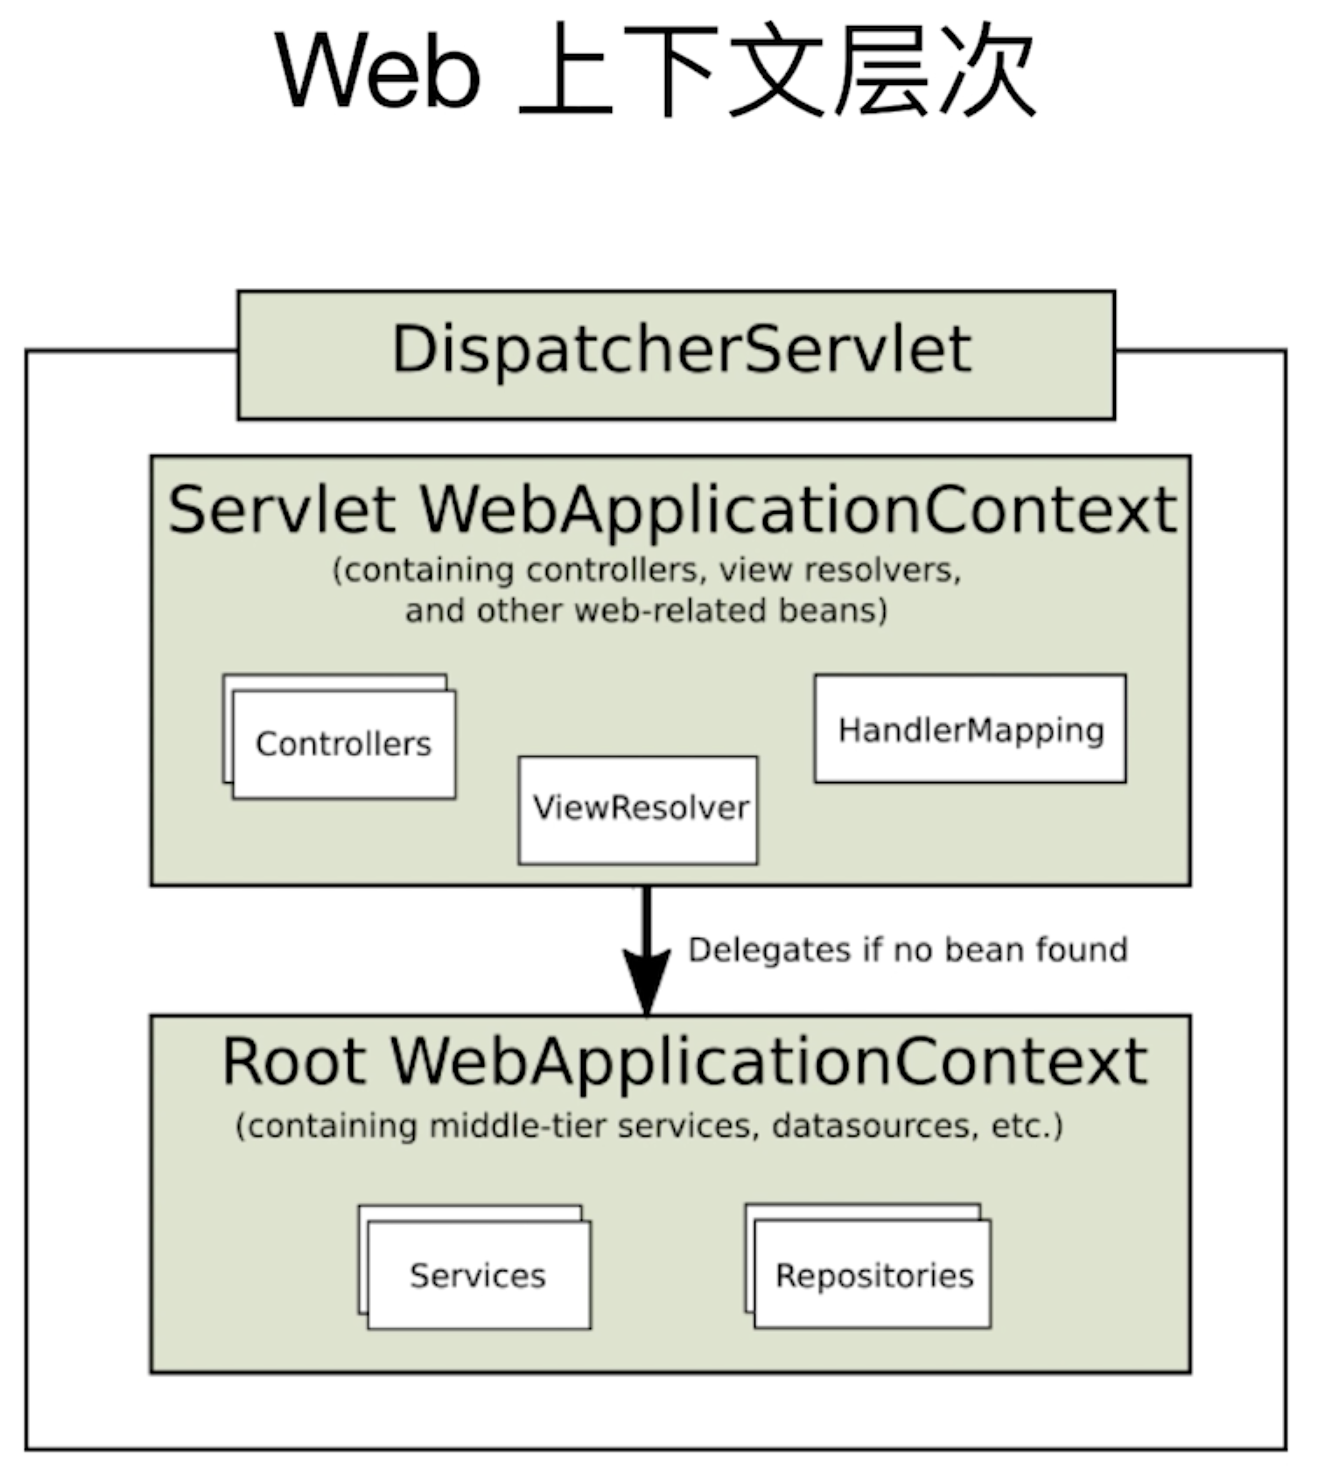 Web 上下文层次
DispatcherServlet
Servlet WebApplicationContext
(containing controllers, view resolvers,
and other web-related beans)
Controllers
HandlerMapping
ViewResolver
Delegates if no bean found
Root WebApplicationContext
(containing middle-tier services, datasources, etc.)
Services
Repositories